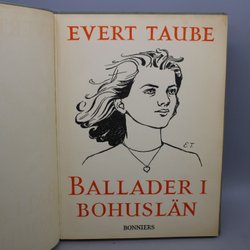 EVERT TAUBE
E.T
BALLADER I
BOHUSLÄN
BONNIERS